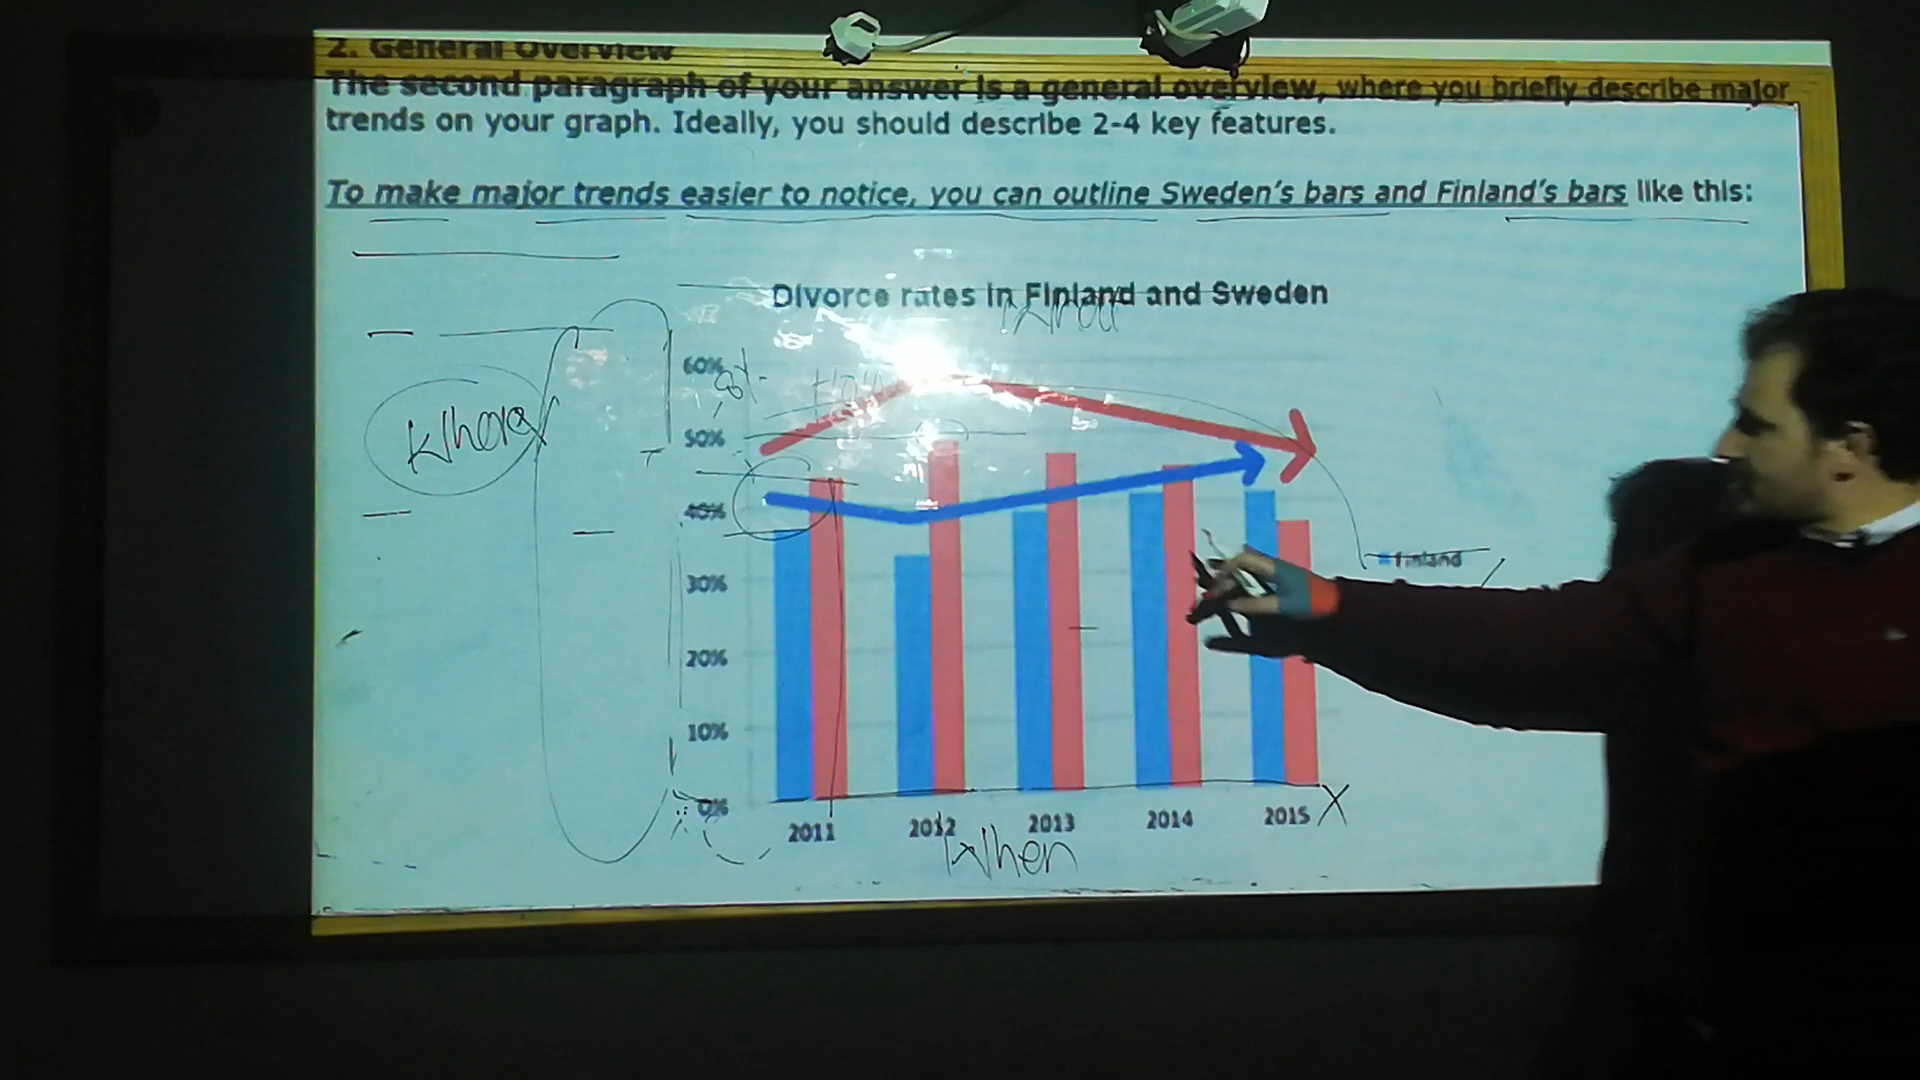 2. General Overview
The second paragraph of your answer is a general overview, where you briefly describe major
trends on your graph. Ideally, you should describe 2-4 key features.
To make major trends easier to notice, you can outline Sweden's bars and Finland's bars like this:
Divorce rates in Finland and Sweden
60%
50%
Where
40%
Finland
30%
20%
10%
0%
2011 2012 2013 2014 2015 X
When